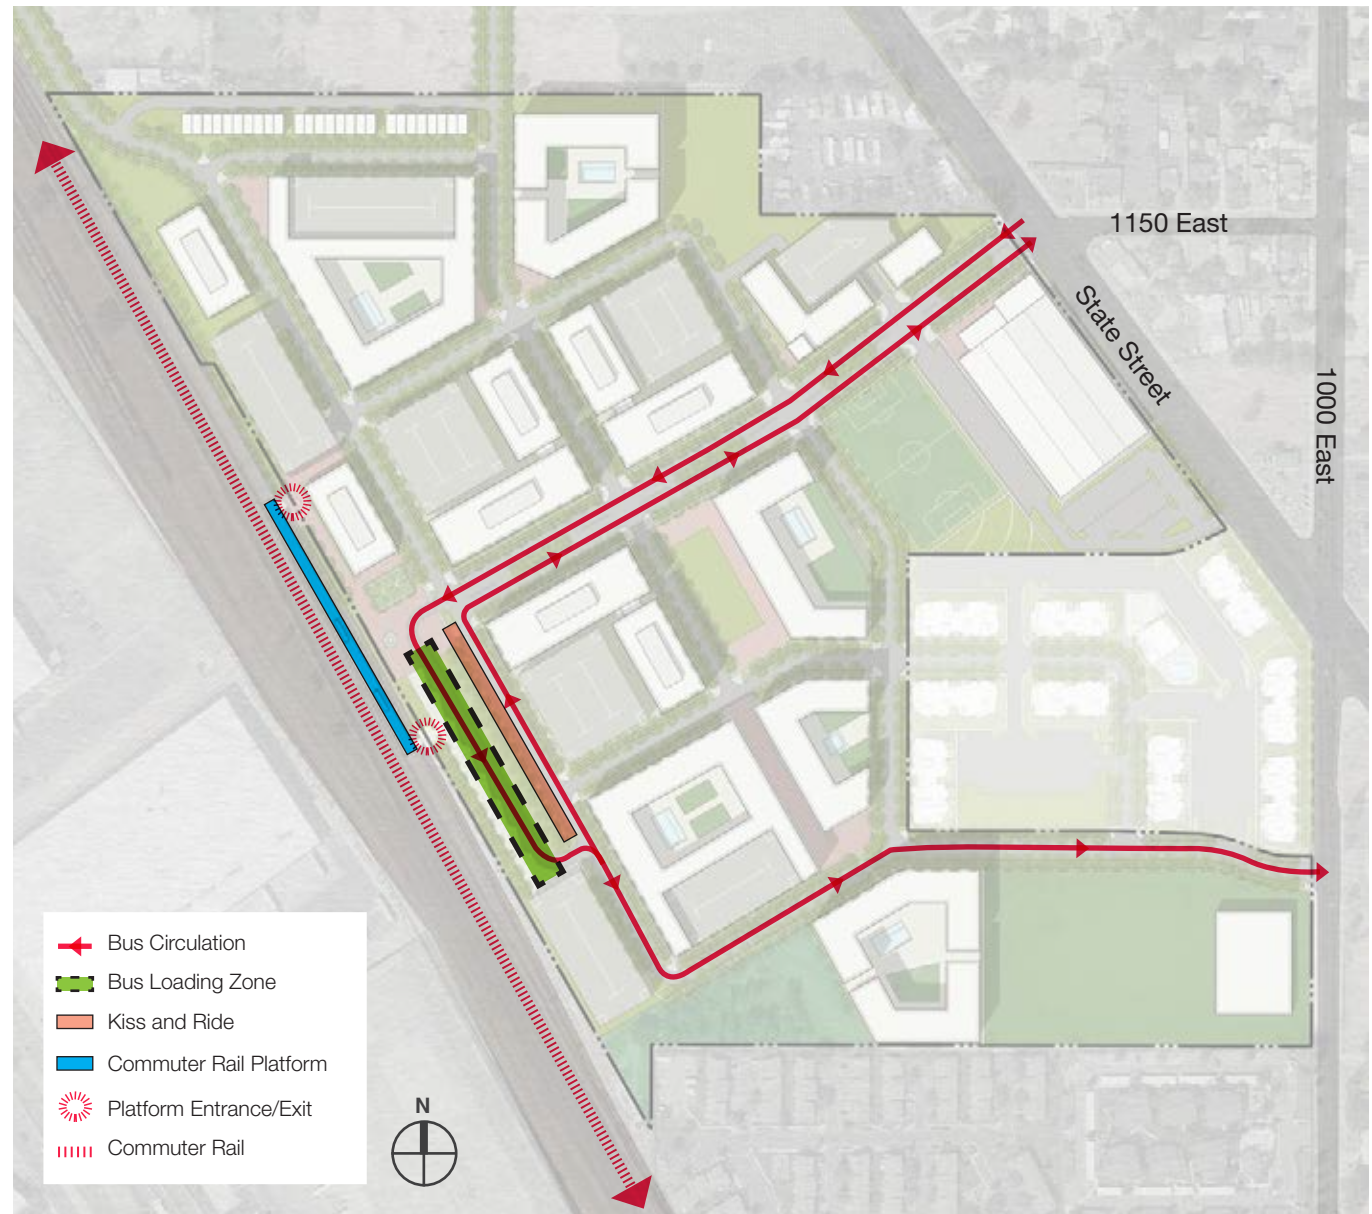 1150 East
State Street
1000 East
Bus Circulation
Bus Loading Zone
Kiss and Ride
Commuter Rail Platform
Platform Entrance/Exit
Commuter Rail
N